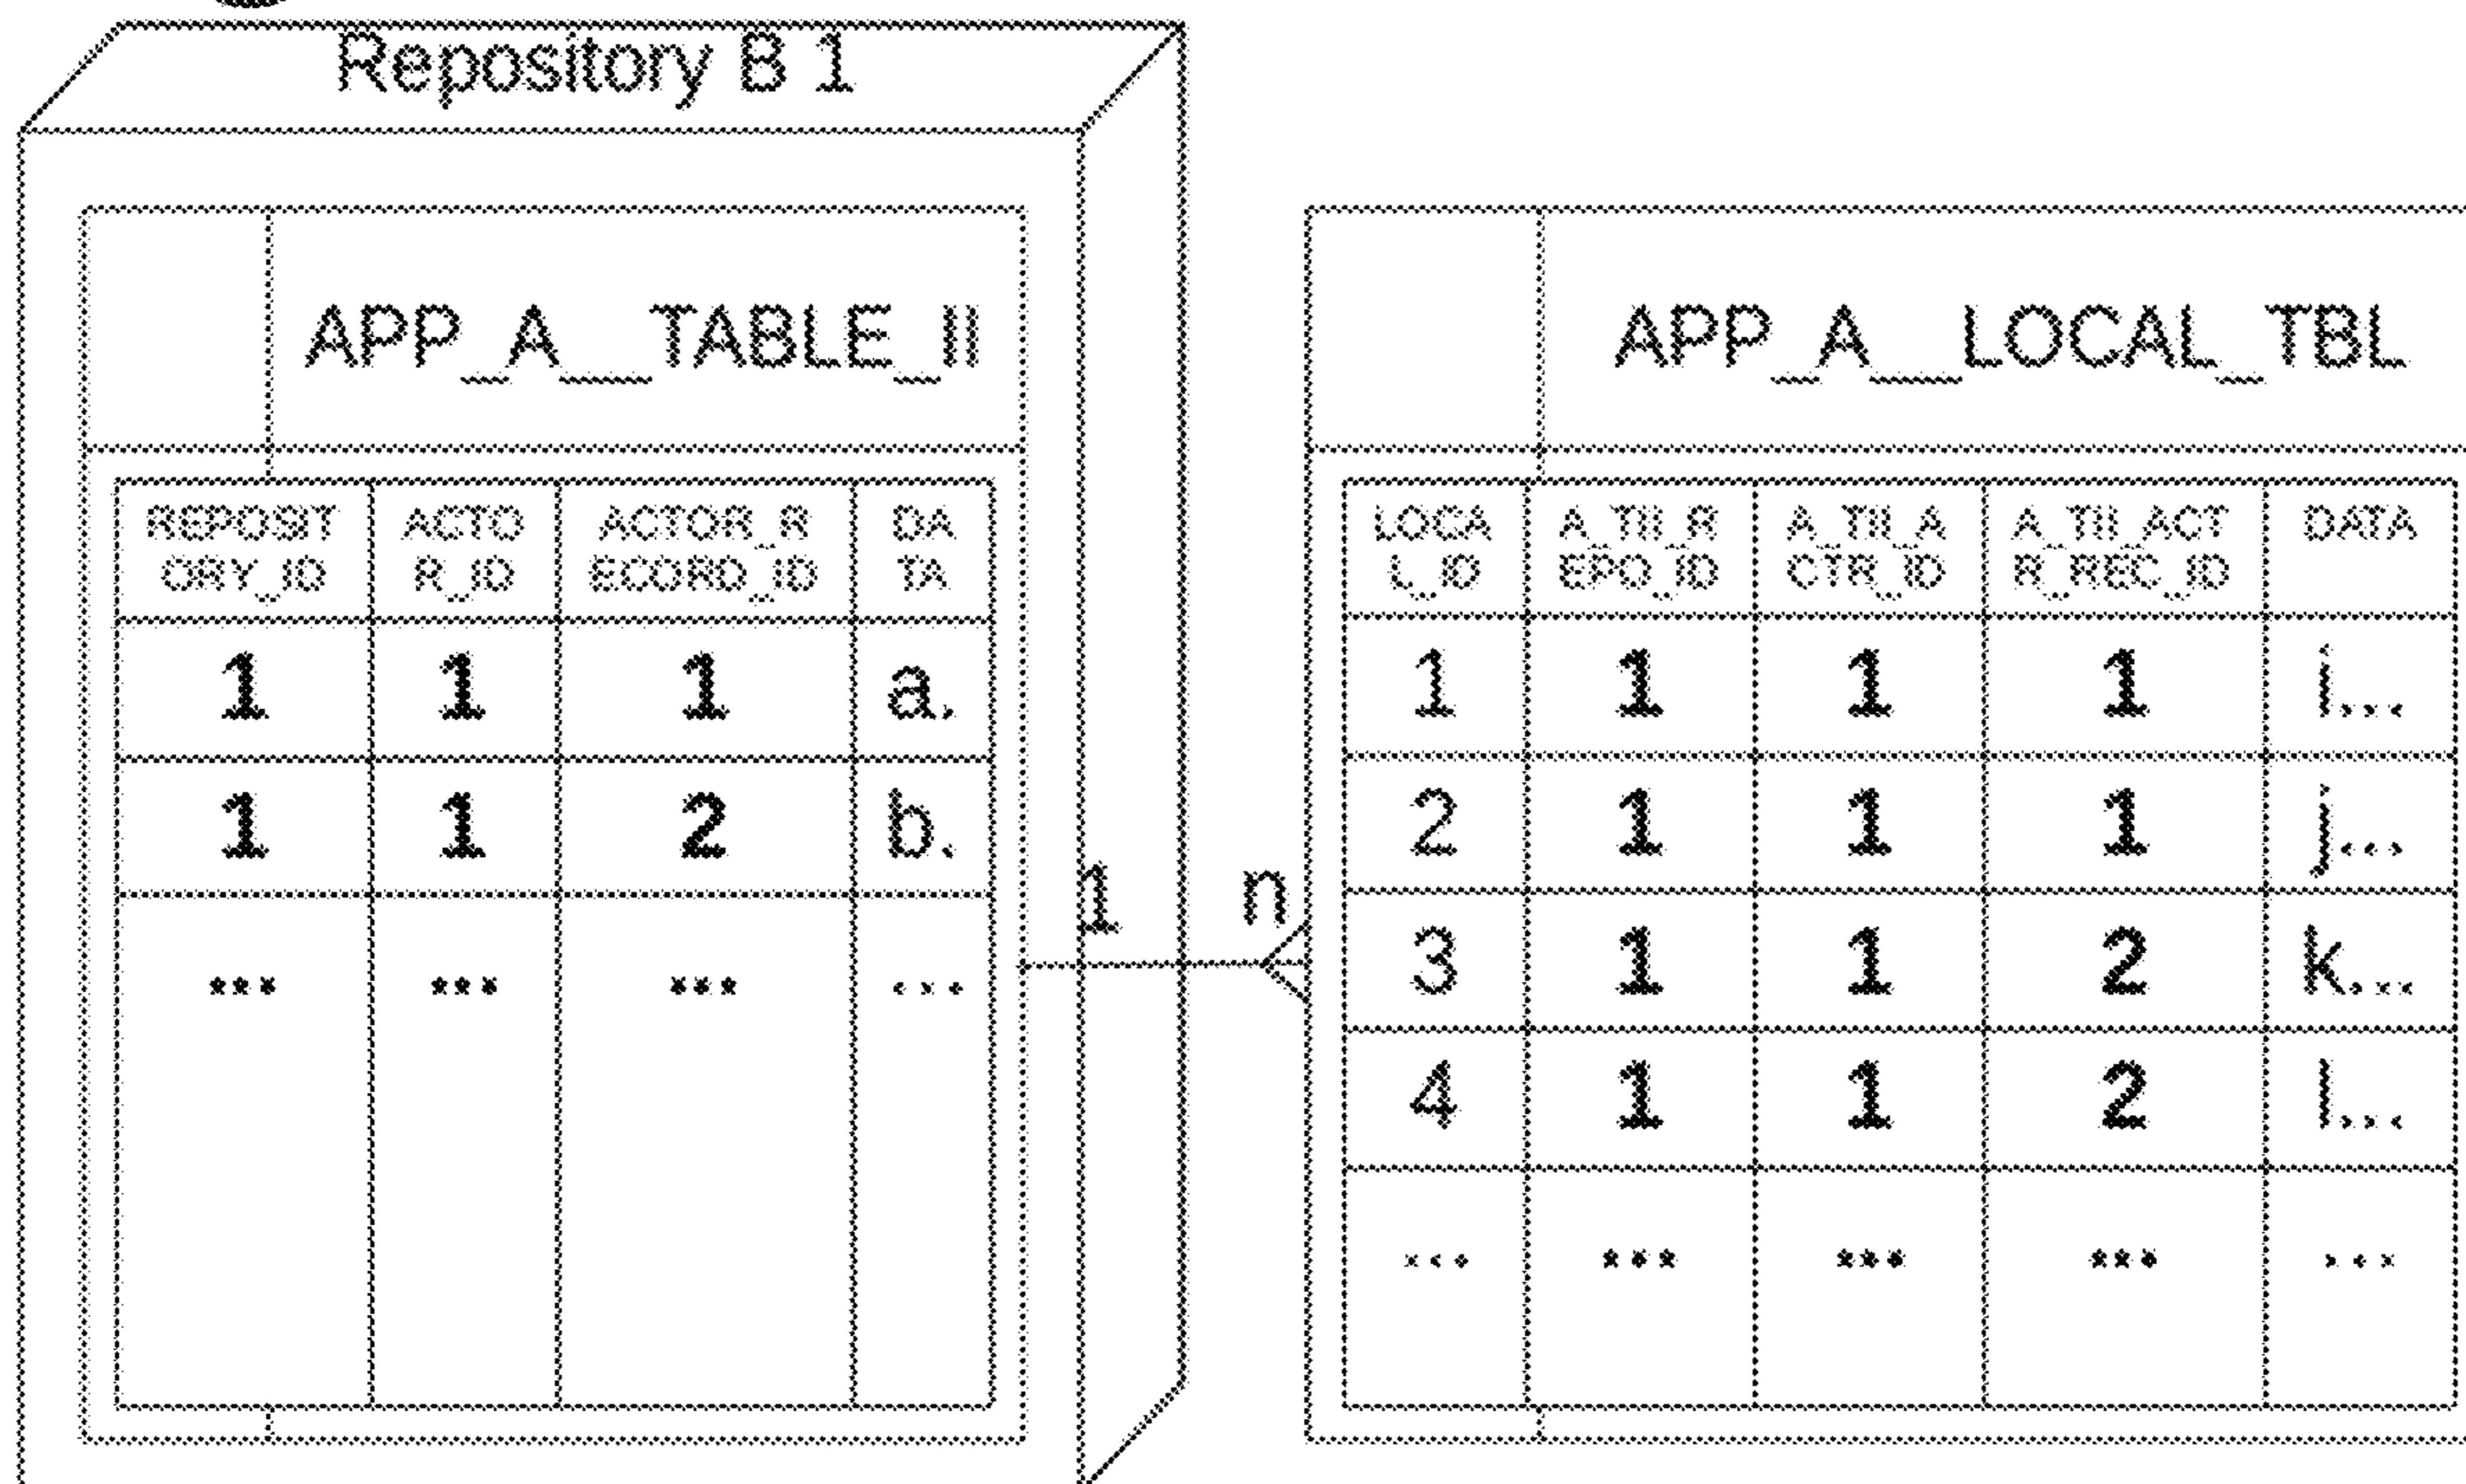 Repository B 1
APP_A__TABLE_II
REPOSIT ACTO ACTOR_R DA
ORY_ID R_ID ECORD_ID TA
1 1 1 a.
1 1 2 b.
... ... ... ...
1 n
APP_A__LOCAL_TBL
LOCA A_TII_R A_TII_A A_TII_ACT DATA
L_ID EPO_ID CTR_ID R_REC_ID
1 1 1 1 i...
2 1 1 1 j...
3 1 1 2 k...
4 1 1 2 l...
... ... ... ... ...